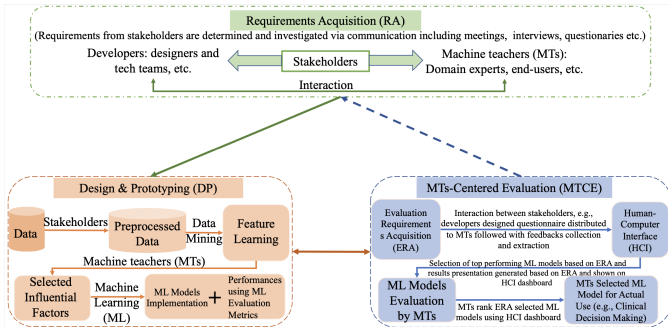 Requirements Acquisition (RA)
(Requirements from stakeholders are determined and investigated via communication including meetings, interviews, questionaries etc.)
Developers: designers and
tech teams, etc.
Stakeholders
Machine teachers (MTs):
Domain experts, end-users, etc.
Interaction
Design & Prototyping (DP)
Data
Stakeholders
Preprocessed
Data
Data
Mining
Feature
Learning
Machine teachers (MTs)
Selected
Influential
Factors
Machine
Learning (ML)
ML Models
Implementation
+
Performances
using ML
Evaluation
Metrics
MTs-Centered Evaluation (MTCE)
Evaluation
Requirement
s Acquisition
(ERA)
Interaction between stakeholders, e.g.,
developers designed questionnaire distributed
to MTs followed with feedbacks collection
and extraction
Human-
Computer
Interface
(HCI)
Selection of top performing ML models based on ERA and
results presentation generated based on ERA and shown on
HCI dashboard
ML Models
Evaluation
by MTs
MTs rank ERA selected ML
models using HCI dashboard
MTs Selected ML
Model for Actual
Use (e.g., Clinical
Decision Making)